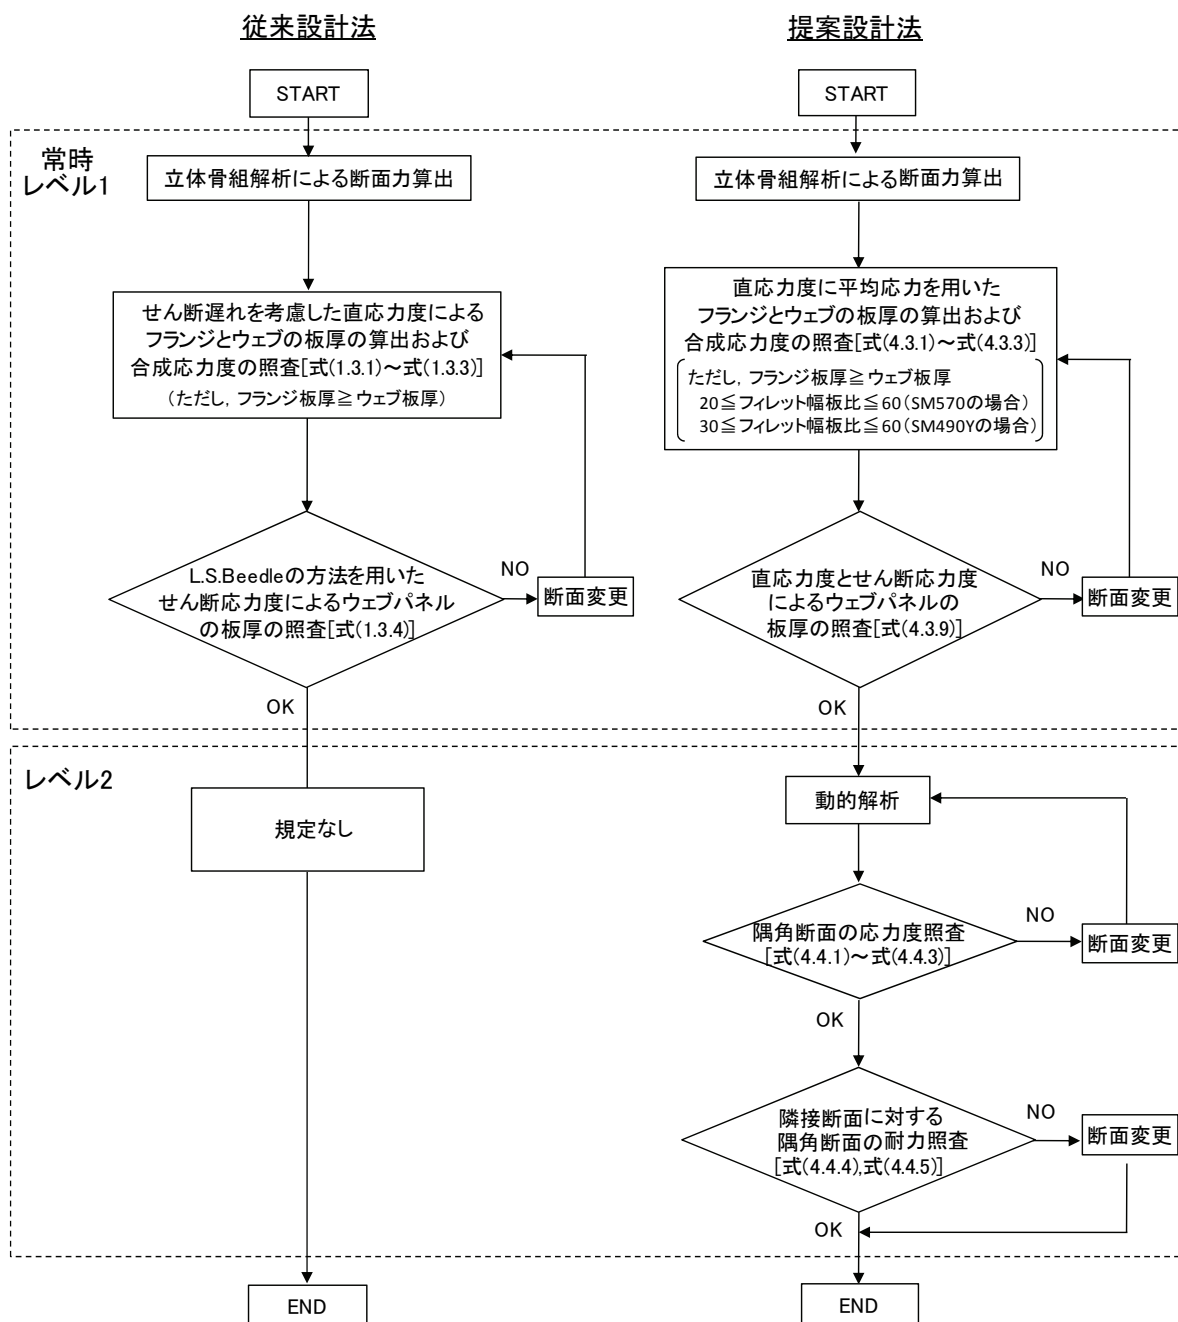 従来設計法
START
常時
レベル1
立体骨組解析による断面力算出
せん断遅れを考慮した直応力度による
フランジとウェブの板厚の算出および
合成応力度の照査[式(1.3.1)～式(1.3.3)]
（ただし，フランジ板厚≧ウェブ板厚）
L.S.Beedleの方法を用いた
せん断応力度によるウェブパネル
の板厚の照査[式(1.3.4)]
NO
断面変更
OK
レベル2
規定なし
END
提案設計法
START
立体骨組解析による断面力算出
直応力度に平均応力を用いた
フランジとウェブの板厚の算出および
合成応力度の照査[式(4.3.1)～式(4.3.3)]
ただし，フランジ板厚≧ウェブ板厚
20≦フィレット幅板比≦60（SM570の場合）
30≦フィレット幅板比≦60（SM490Yの場合）
直応力度とせん断応力度
によるウェブパネルの
板厚の照査[式(4.3.9)]
NO
断面変更
OK
動的解析
隅角断面の応力度照査
[式(4.4.1)～式(4.4.3)]
NO
断面変更
OK
隣接断面に対する
隅角断面の耐力照査
[式(4.4.4),式(4.4.5)]
NO
断面変更
OK
END